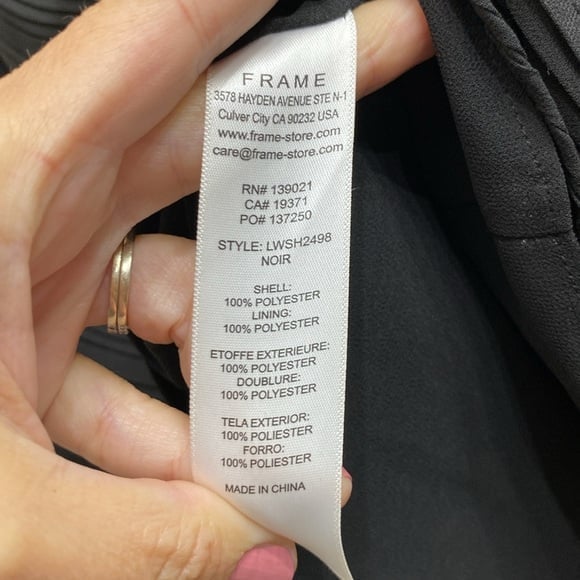 FRAME
3578 HAYDEN AVENUE STE N-1
Culver City CA 90232 USA
www.frame-store.com
care@frame-store.com
RN# 139021
CA# 19371
PO# 137250
STYLE: LWSH2498
NOIR
SHELL:
100% POLYESTER
LINING:
100% POLYESTER
ETOFFE EXTERIEURE:
100% POLYESTER
DOUBLURE:
100% POLYESTER
TELA EXTERIOR:
100% POLIESTER
FORRO:
100% POLIESTER
MADE IN CHINA